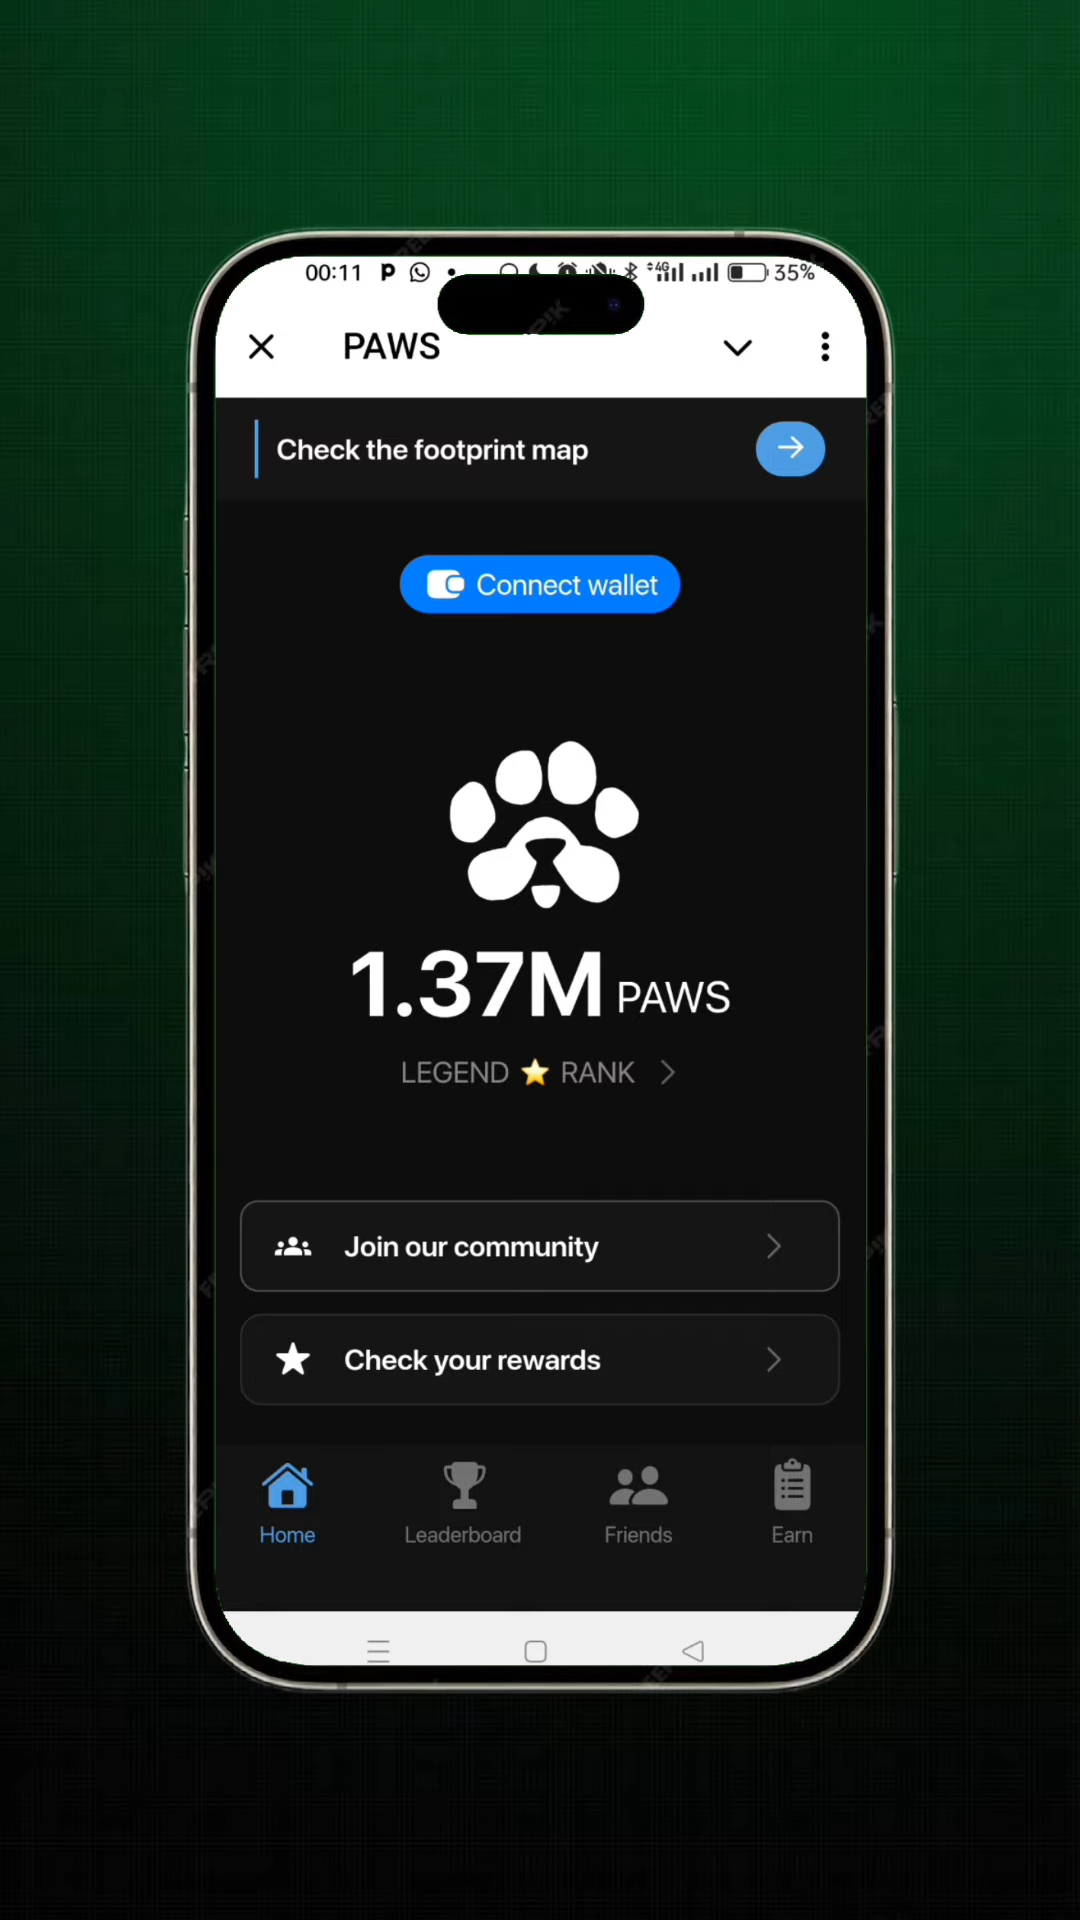 00:11 4G 35%
PAWS
Check the footprint map
Connect wallet
1.37M PAWS
LEGEND ⭐ RANK
Join our community
Check your rewards
Home Leaderboard Friends Earn